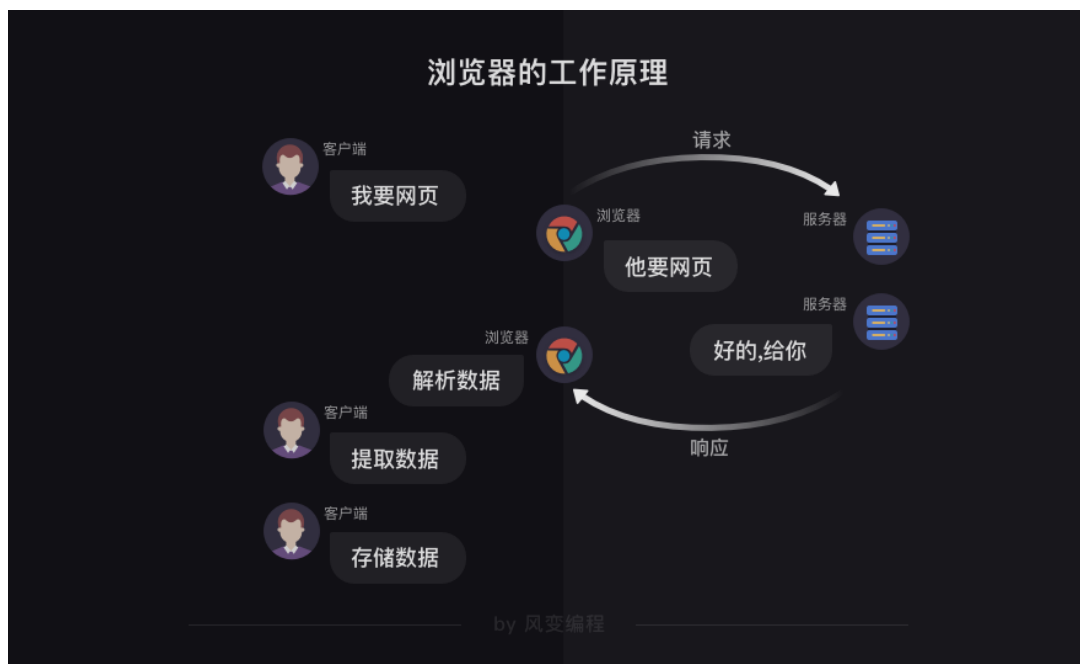 浏览器的工作原理
请求
客户端
我要网页
浏览器
服务器
他要网页
服务器
好的,给你
浏览器
解析数据
客户端
提取数据
响应
客户端
存储数据
by 风变编程